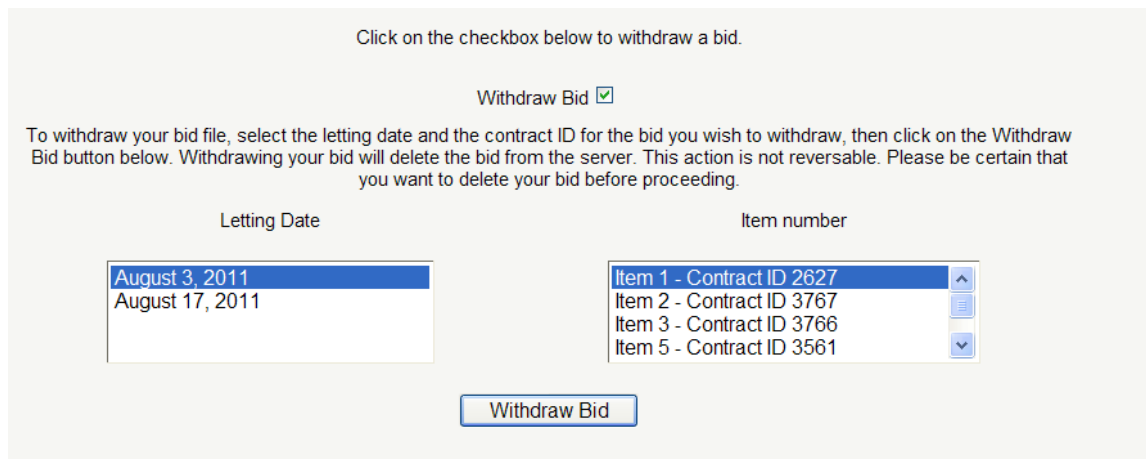 Click on the checkbox below to withdraw a bid.
Withdraw Bid
To withdraw your bid file, select the letting date and the contract ID for the bid you wish to withdraw, then click on the Withdraw
Bid button below. Withdrawing your bid will delete the bid from the server. This action is not reversable. Please be certain that
you want to delete your bid before proceeding.
Letting Date
Item number
August 3, 2011
August 17, 2011
Item 1 - Contract ID 2627
Item 2 - Contract ID 3767
Item 3 - Contract ID 3766
Item 5 - Contract ID 3561
Withdraw Bid